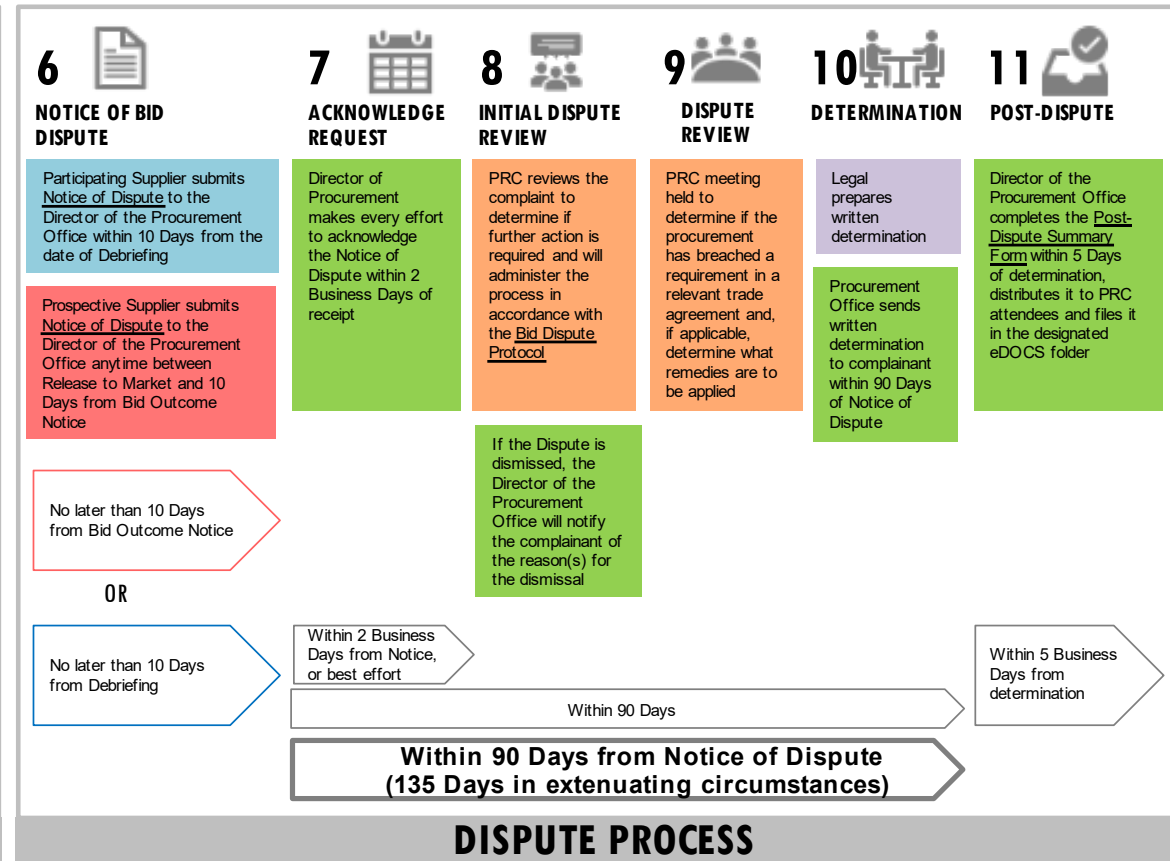 6
NOTICE OF BID
DISPUTE
Participating Supplier submits
Notice of Dispute to the
Director of the Procurement
Office within 10 Days from the
date of Debriefing
Prospective Supplier submits
Notice of Dispute to the
Director of the Procurement
Office anytime between
Release to Market and 10
Days from Bid Outcome
Notice
No later than 10 Days
from Bid Outcome Notice
OR
No later than 10 Days
from Debriefing
7
ACKNOWLEDGE
REQUEST
Director of
Procurement
makes every effort
to acknowledge
the Notice of
Dispute within 2
Business Days of
receipt
8
INITIAL DISPUTE
REVIEW
PRC reviews the
complaint to
determine if
further action is
required and will
administer the
process in
accordance with
the Bid Dispute
Protocol
If the Dispute is
dismissed, the
Director of the
Procurement
Office will notify
the complainant of
the reason(s) for
the dismissal
9
DISPUTE
REVIEW
PRC meeting
held to
determine if the
procurement
has breached a
requirement in a
relevant trade
agreement and,
if applicable,
determine what
remedies are to
be applied
10
DETERMINATION
Legal
prepares
written
determination
Procurement
Office sends
written
determination
to complainant
within 90 Days
of Notice of
Dispute
11
POST-DISPUTE
Director of the
Procurement Office
completes the Post-
Dispute Summary
Form within 5 Days
of determination,
distributes it to PRC
attendees and files it
in the designated
eDOCS folder
Within 2 Business
Days from Notice,
or best effort
Within 90 Days
Within 90 Days from Notice of Dispute
(135 Days in extenuating circumstances)
Within 5 Business
Days from
determination
DISPUTE PROCESS